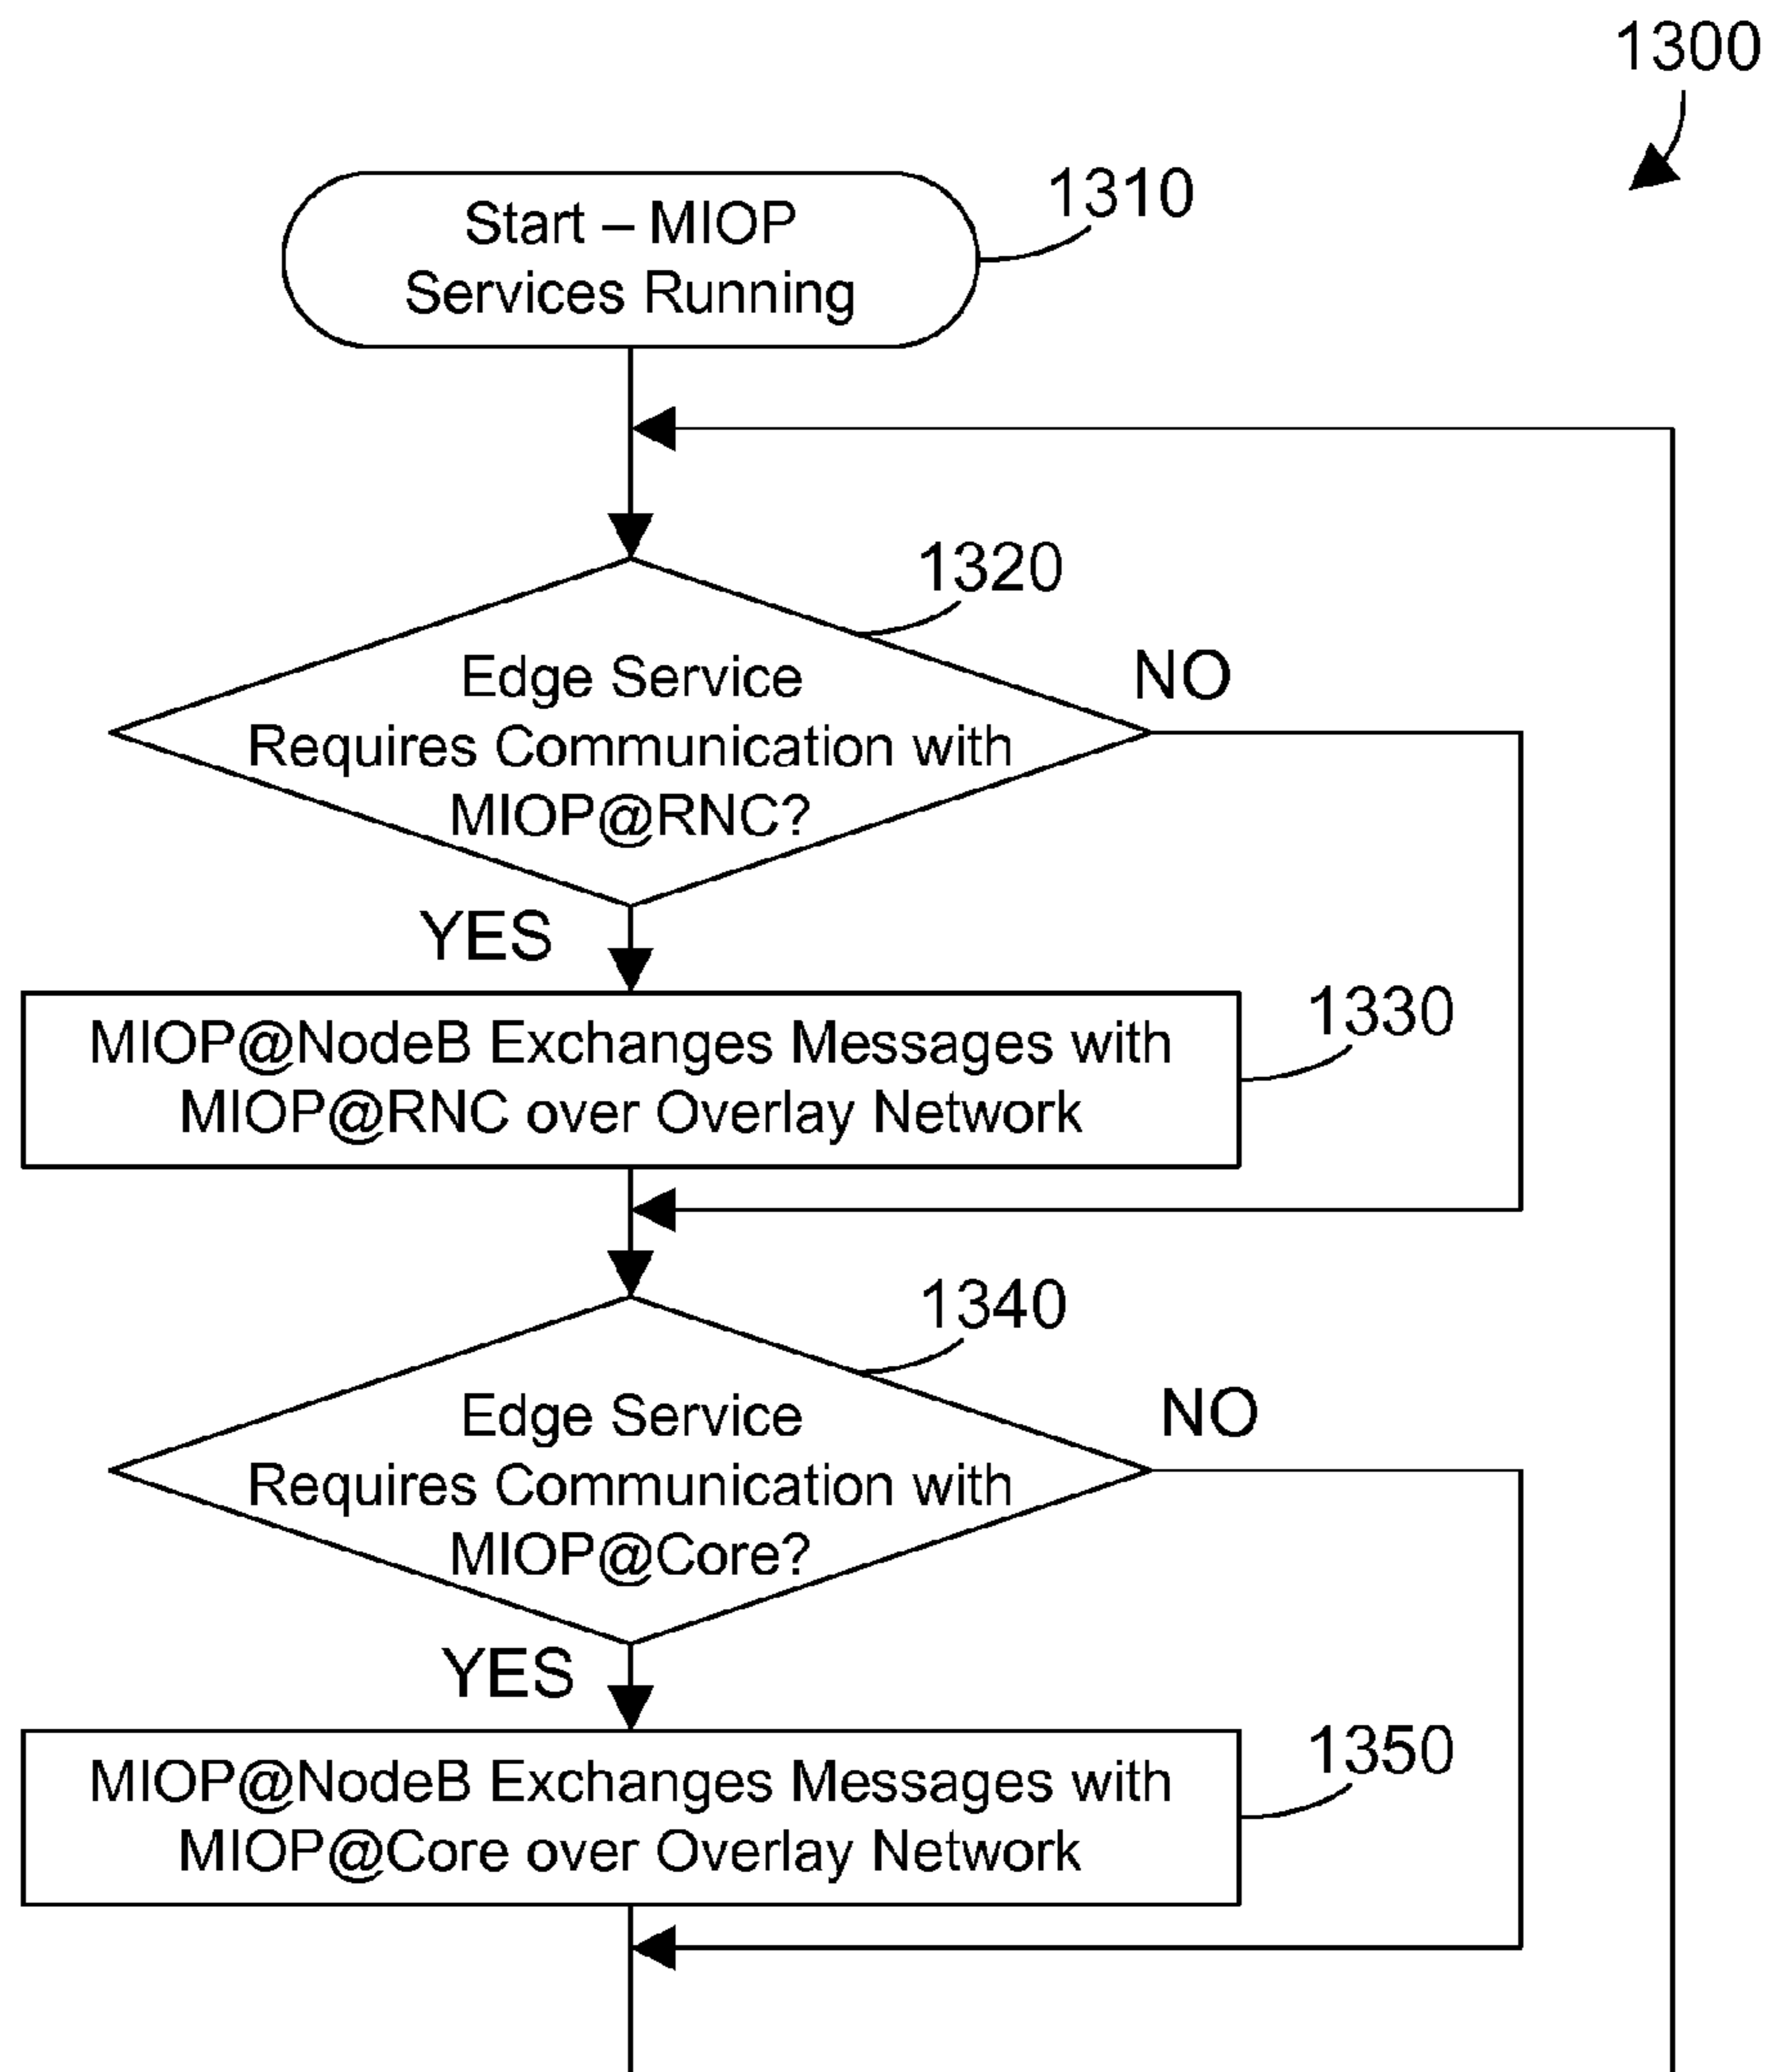 1300
Start – MIOP
Services Running
1310
1320
Edge Service
Requires Communication with
MIOP@RNC?
NO
YES
MIOP@NodeB Exchanges Messages with
MIOP@RNC over Overlay Network
1330
1340
Edge Service
Requires Communication with
MIOP@Core?
NO
YES
MIOP@NodeB Exchanges Messages with
MIOP@Core over Overlay Network
1350